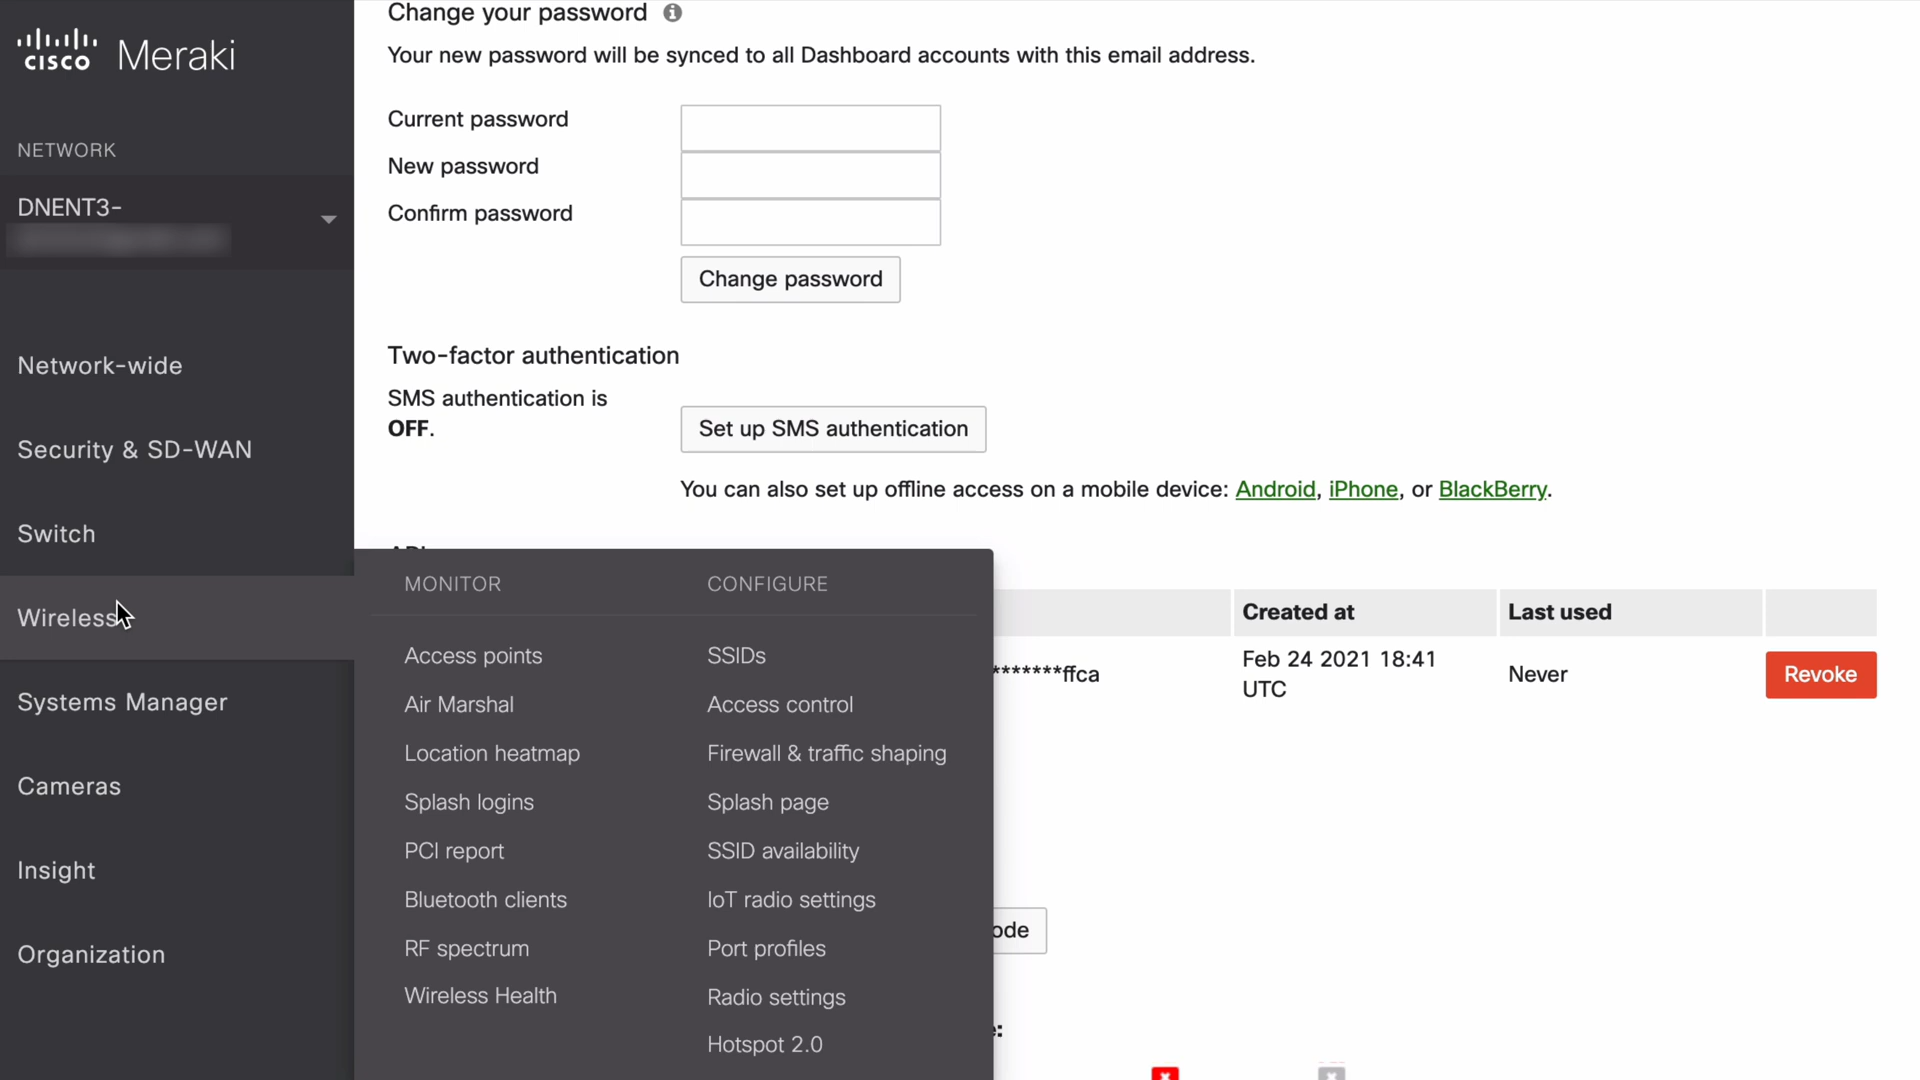 cisco Meraki
NETWORK
DNENT3-
Network-wide
Security & SD-WAN
Switch
Wireless
Systems Manager
Cameras
Insight
Organization
Change your password
Your new password will be synced to all Dashboard accounts with this email address.
Current password
New password
Confirm password
Change password
Two-factor authentication
SMS authentication is
OFF.
Set up SMS authentication
You can also set up offline access on a mobile device: Android, iPhone, or BlackBerry.
MONITOR
Access points
Air Marshal
Location heatmap
Splash logins
PCI report
Bluetooth clients
RF spectrum
Wireless Health
CONFIGURE
SSIDs
Access control
Firewall & traffic shaping
Splash page
SSID availability
IoT radio settings
Port profiles
Radio settings
Hotspot 2.0
Created at
Last used
*******ffca
Feb 24 2021 18:41
UTC
Never
Revoke
ode